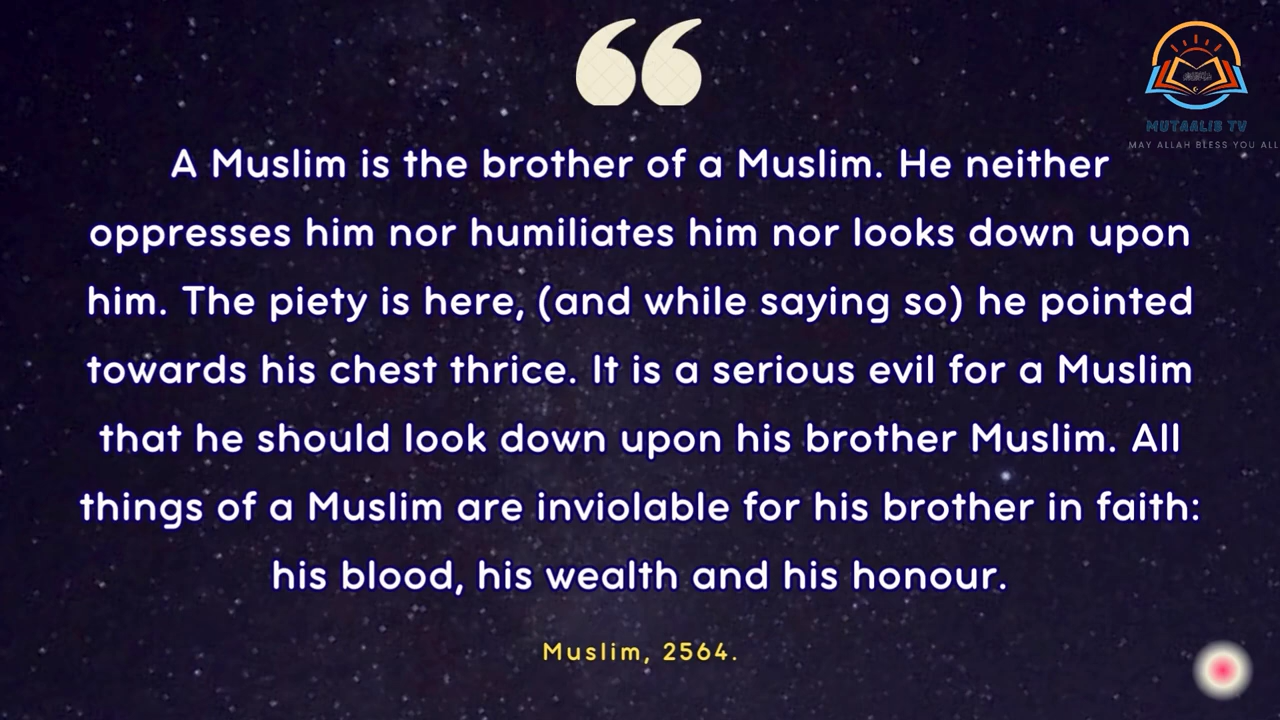 MUTAALIB TV
MAY ALLAH BLESS YOU ALL
A Muslim is the brother of a Muslim. He neither
oppresses him nor humiliates him nor looks down upon
him. The piety is here, (and while saying so) he pointed
towards his chest thrice. It is a serious evil for a Muslim
that he should look down upon his brother Muslim. All
things of a Muslim are inviolable for his brother in faith:
his blood, his wealth and his honour.
Muslim, 2564.